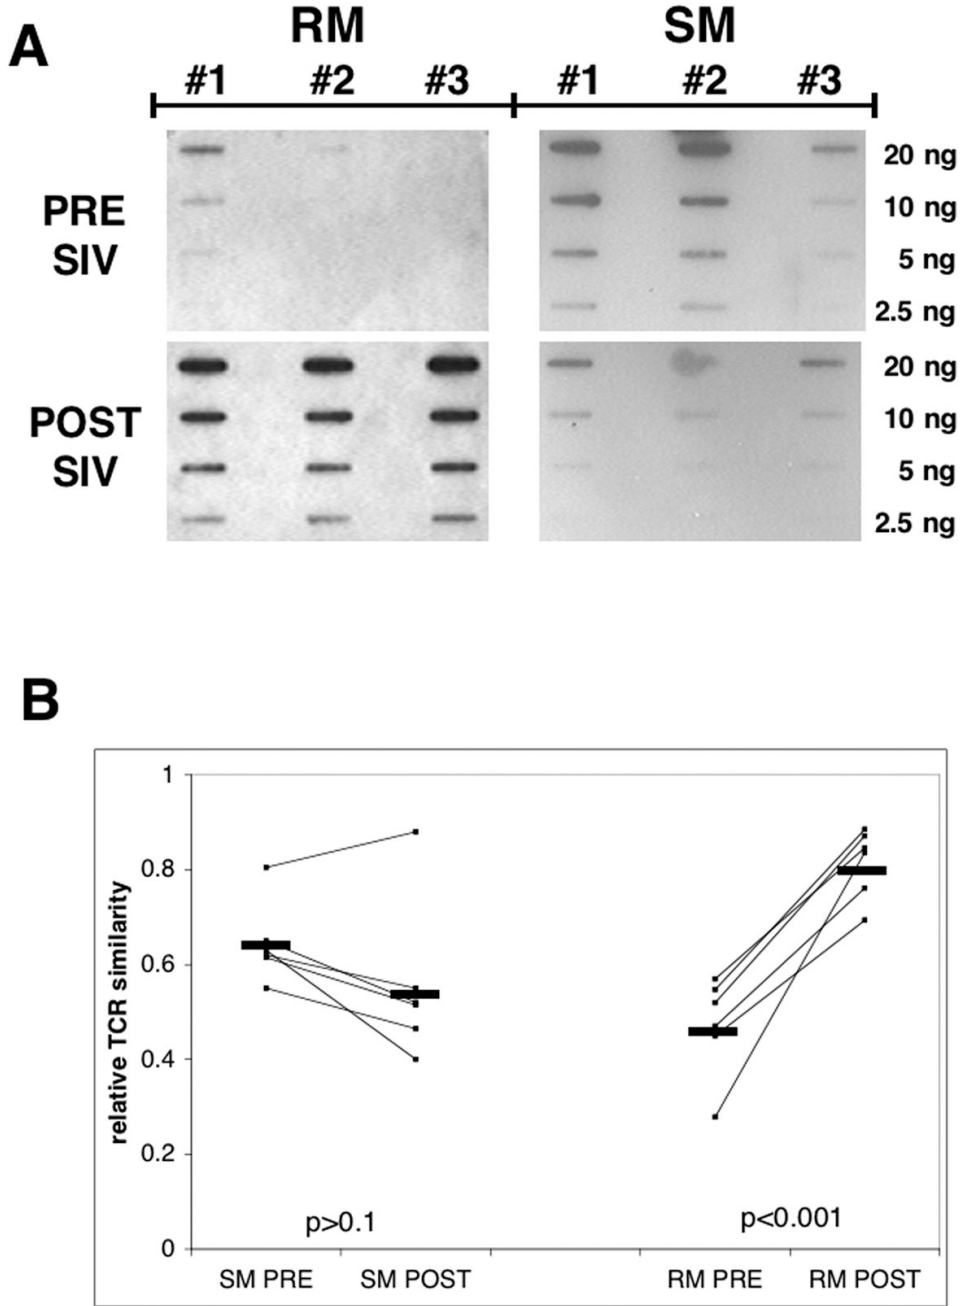 A
RM SM
#1 #2 #3 #1 #2 #3
PRE
SIV
20 ng
10 ng
5 ng
2.5 ng
POST
SIV
20 ng
10 ng
5 ng
2.5 ng
B
relative TCR similarity
1
0.8
0.6
0.4
0.2
0
p>0.1 p<0.001
SM PRE SM POST RM PRE RM POST